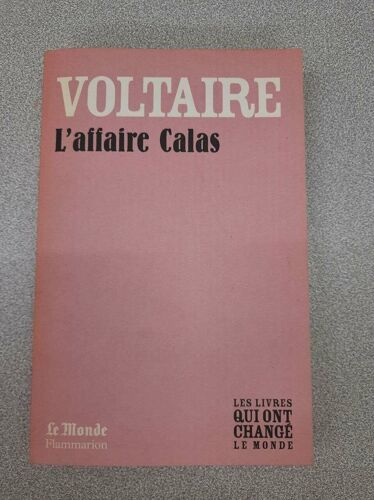 VOLTAIRE
L'affaire Calas
LES LIVRES
QUI ONT
CHANGÉ
LE MONDE
Le Monde
Flammarion